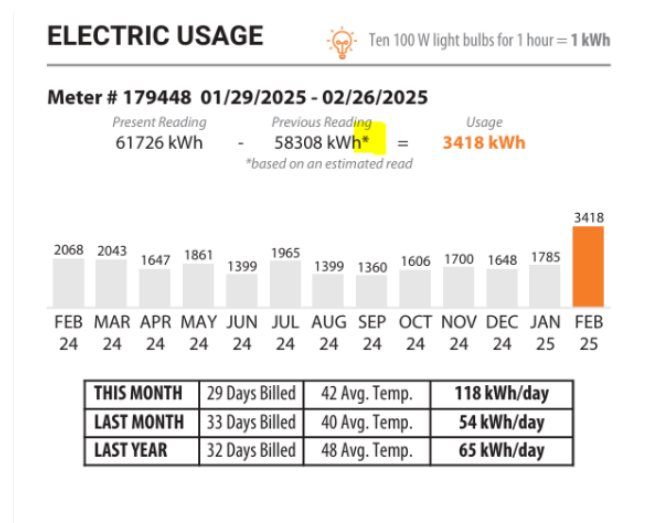 ELECTRIC USAGE
Ten 100 W light bulbs for 1 hour = 1 kWh
Meter # 179448 01/29/2025 - 02/26/2025
Present Reading Previous Reading Usage
61726 kWh - 58308 kWh* = 3418 kWh
*based on an estimated read
2068 2043 1647 1861 1399 1965 1399 1360 1606 1700 1648 1785 3418
FEB MAR APR MAY JUN JUL AUG SEP OCT NOV DEC JAN FEB
24 24 24 24 24 24 24 24 24 24 24 25 25
THIS MONTH 29 Days Billed 42 Avg. Temp. 118 kWh/day
LAST MONTH 33 Days Billed 40 Avg. Temp. 54 kWh/day
LAST YEAR 32 Days Billed 48 Avg. Temp. 65 kWh/day